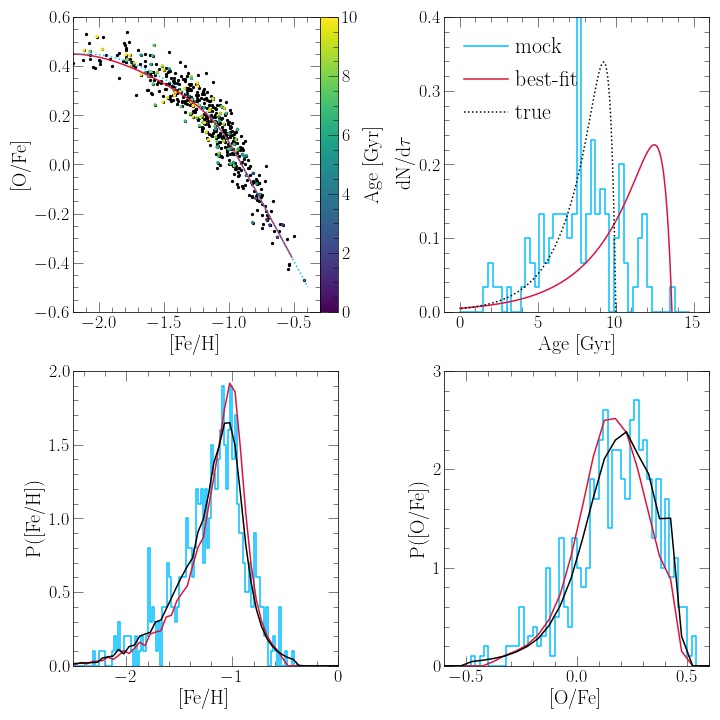 0.6
0.4
0.2
0.0
−0.2
−0.4
−0.6
[O/Fe]
−2.0 −1.5 −1.0 −0.5
[Fe/H]
10
8
6
4
2
0
Age [Gyr]
0.4
0.3
0.2
0.1
0.0
dN/dτ
mock
best-fit
true
0 5 10 15
Age [Gyr]
2.0
1.5
1.0
0.5
0.0
P([Fe/H])
−2 −1 0
[Fe/H]
3
2
1
0
P([O/Fe])
−0.5 0.0 0.5
[O/Fe]